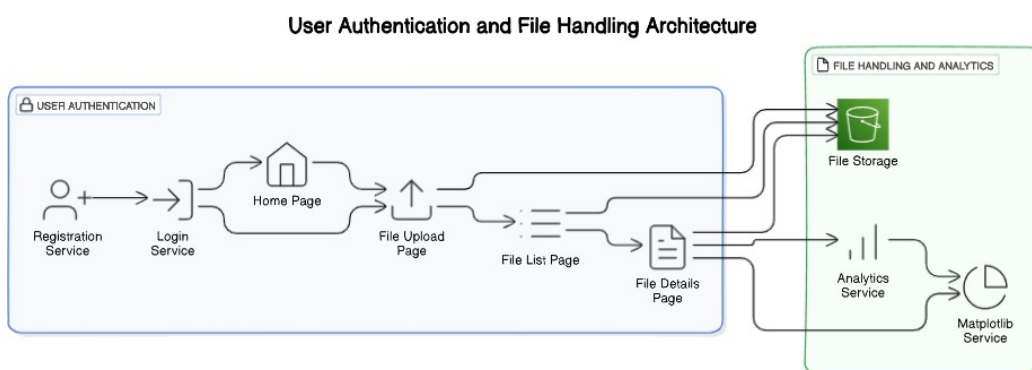 User Authentication and File Handling Architecture
FILE HANDLING AND ANALYTICS
USER AUTHENTICATION
File Storage
Home Page
Registration
Service
Login
Service
File Upload
Page
File List Page
File Details
Page
Analytics
Service
Matplotlib
Service